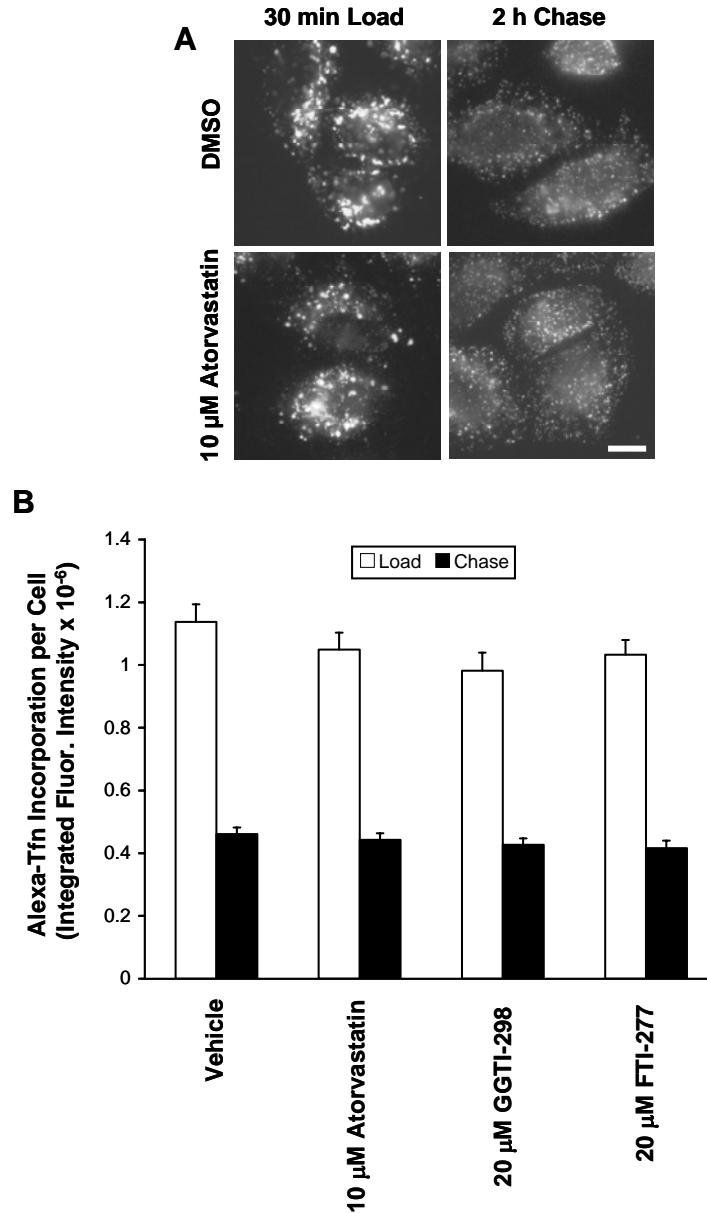 30 min Load
2 h Chase
A
DMSO
10 µM Atorvastatin
B
Alexa-Tfn Incorporation per Cell
(Integrated Fluor. Intensity x 10-6)
1.4
1.2
1
0.8
0.6
0.4
0.2
0
Load
Chase
Vehicle
10 µM Atorvastatin
20 µM GGTI-298
20 µM FTI-277